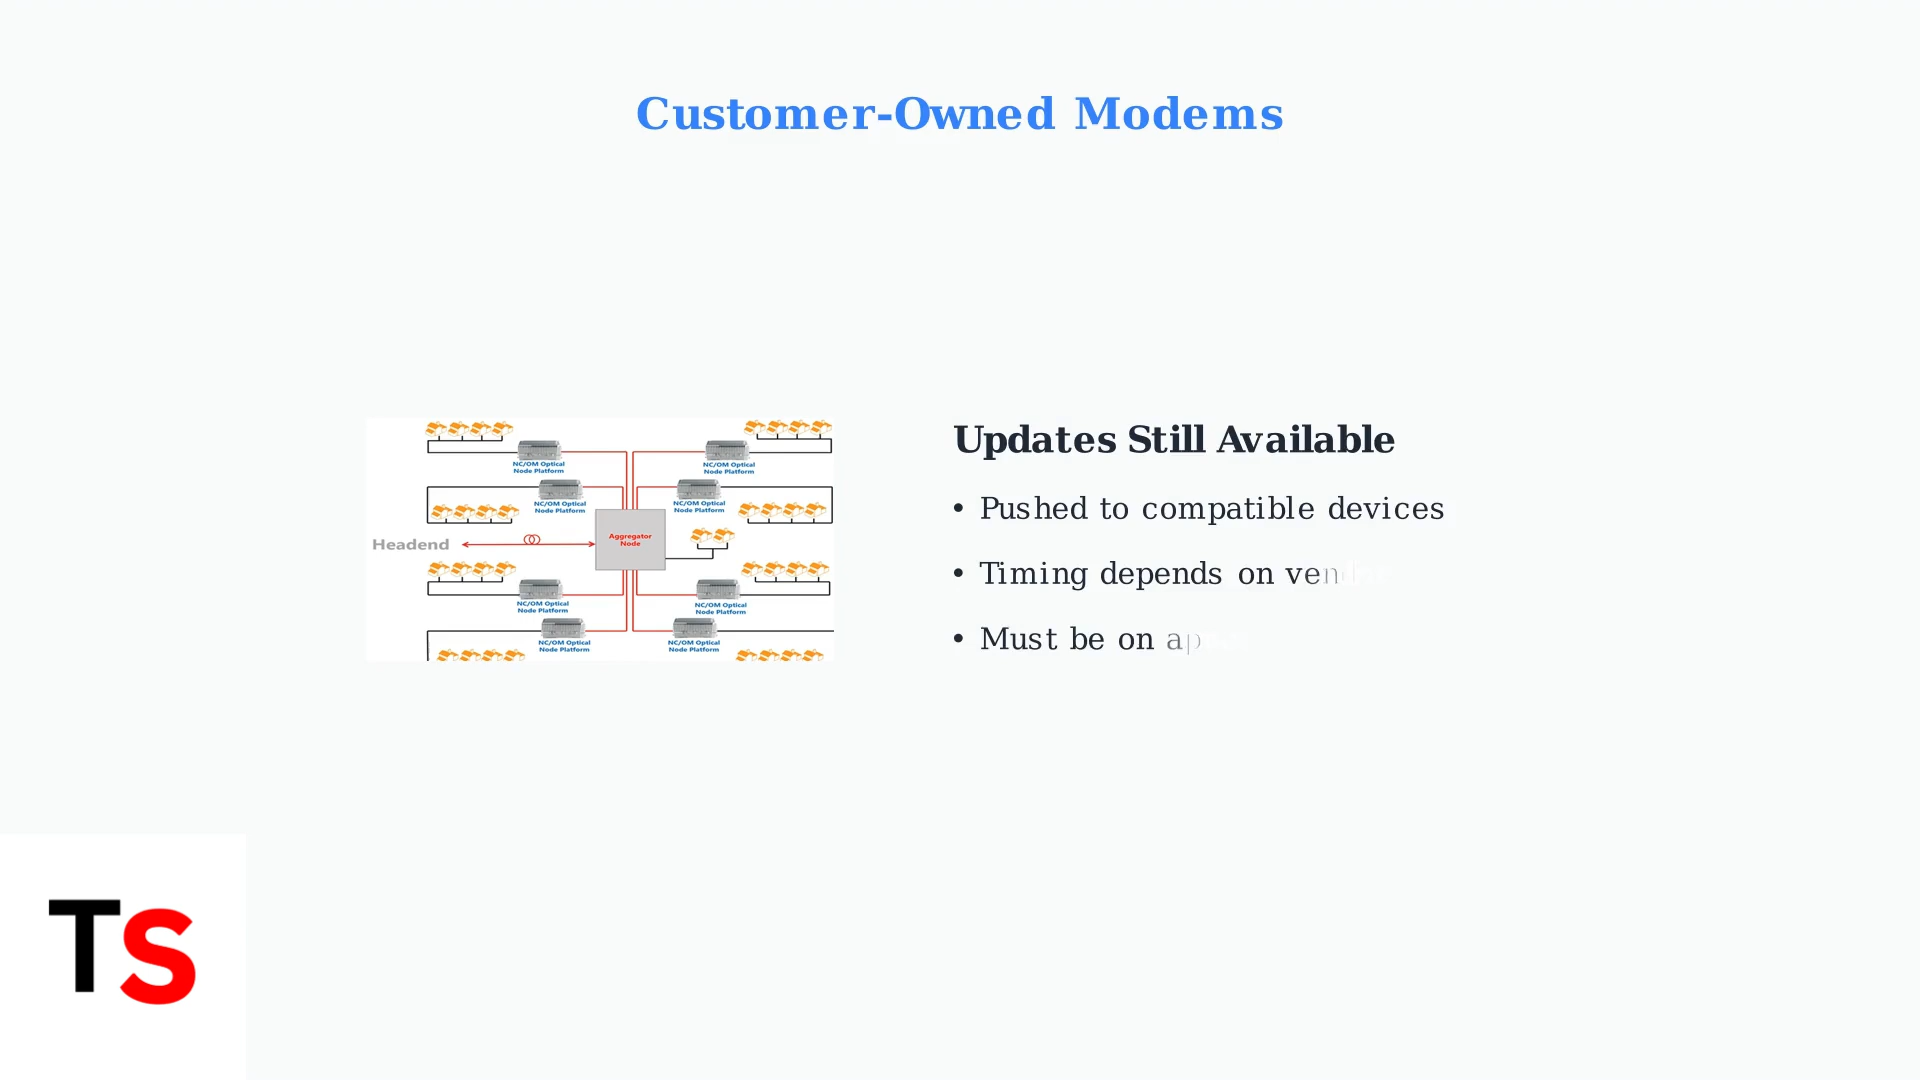 Customer-Owned Modems
NC/OM Optical
Node Platform
NC/OM Optical
Node Platform
NC/OM Optical
Node Platform
NC/OM Optical
Node Platform
Headend
Aggregator
Node
NC/OM Optical
Node Platform
NC/OM Optical
Node Platform
NC/OM Optical
Node Platform
NC/OM Optical
Node Platform
Updates Still Available
• Pushed to compatible devices
• Timing depends on
• Must be on
TS